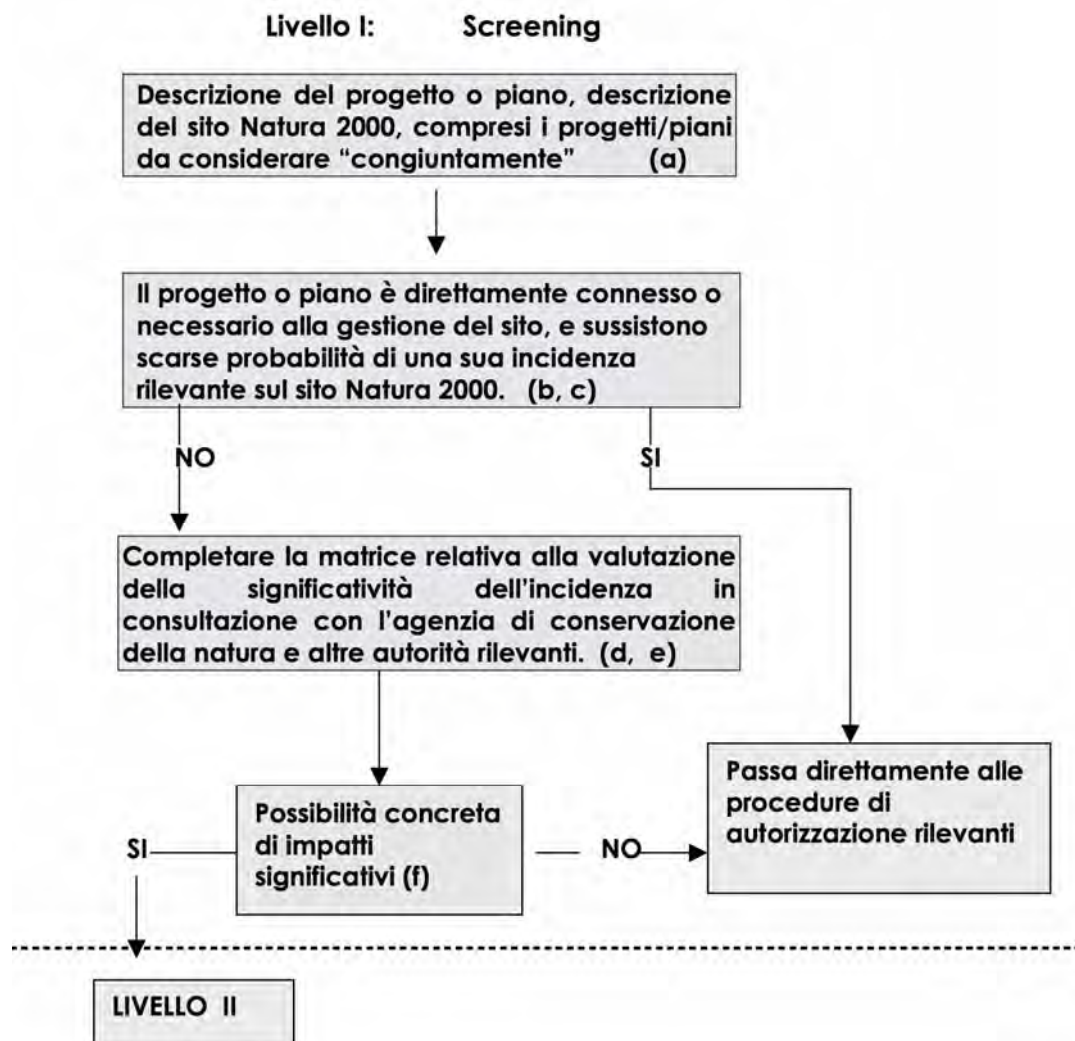 Livello I: Screening
Descrizione del progetto o piano, descrizione
del sito Natura 2000, compresi i progetti/piani
da considerare “congiuntamente” (a)
Il progetto o piano è direttamente connesso o
necessario alla gestione del sito, e sussistono
scarse probabilità di una sua incidenza
rilevante sul sito Natura 2000. (b, c)
NO
SI
Completare la matrice relativa alla valutazione
della significatività dell'incidenza in
consultazione con l'agenzia di conservazione
della natura e altre autorità rilevanti. (d, e)
Passa direttamente alle
procedure di
autorizzazione rilevanti
Possibilità concreta
di impatti
significativi (f)
SI
NO
LIVELLO II